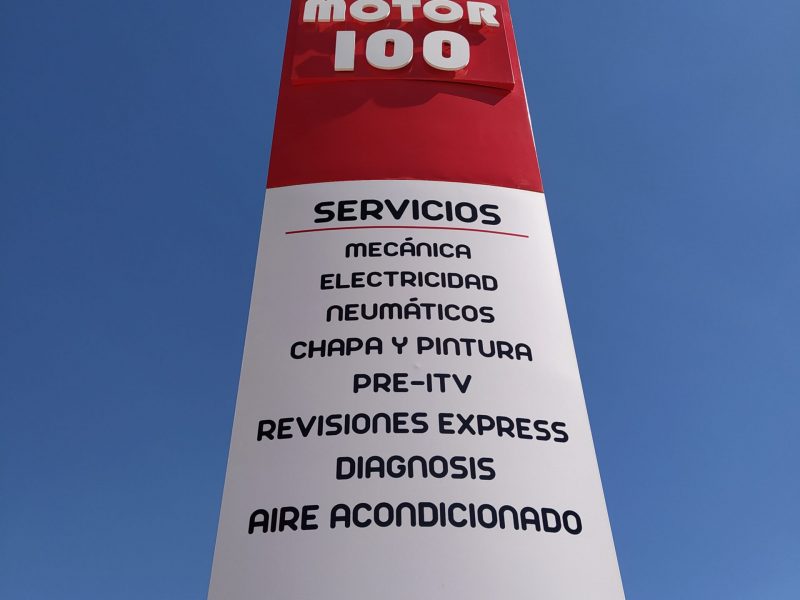 MOTOR
100
SERVICIOS
MECÁNICA
ELECTRICIDAD
NEUMÁTICOS
CHAPA Y PINTURA
PRE-ITV
REVISIONES EXPRESS
DIAGNOSIS
AIRE ACONDICIONADO